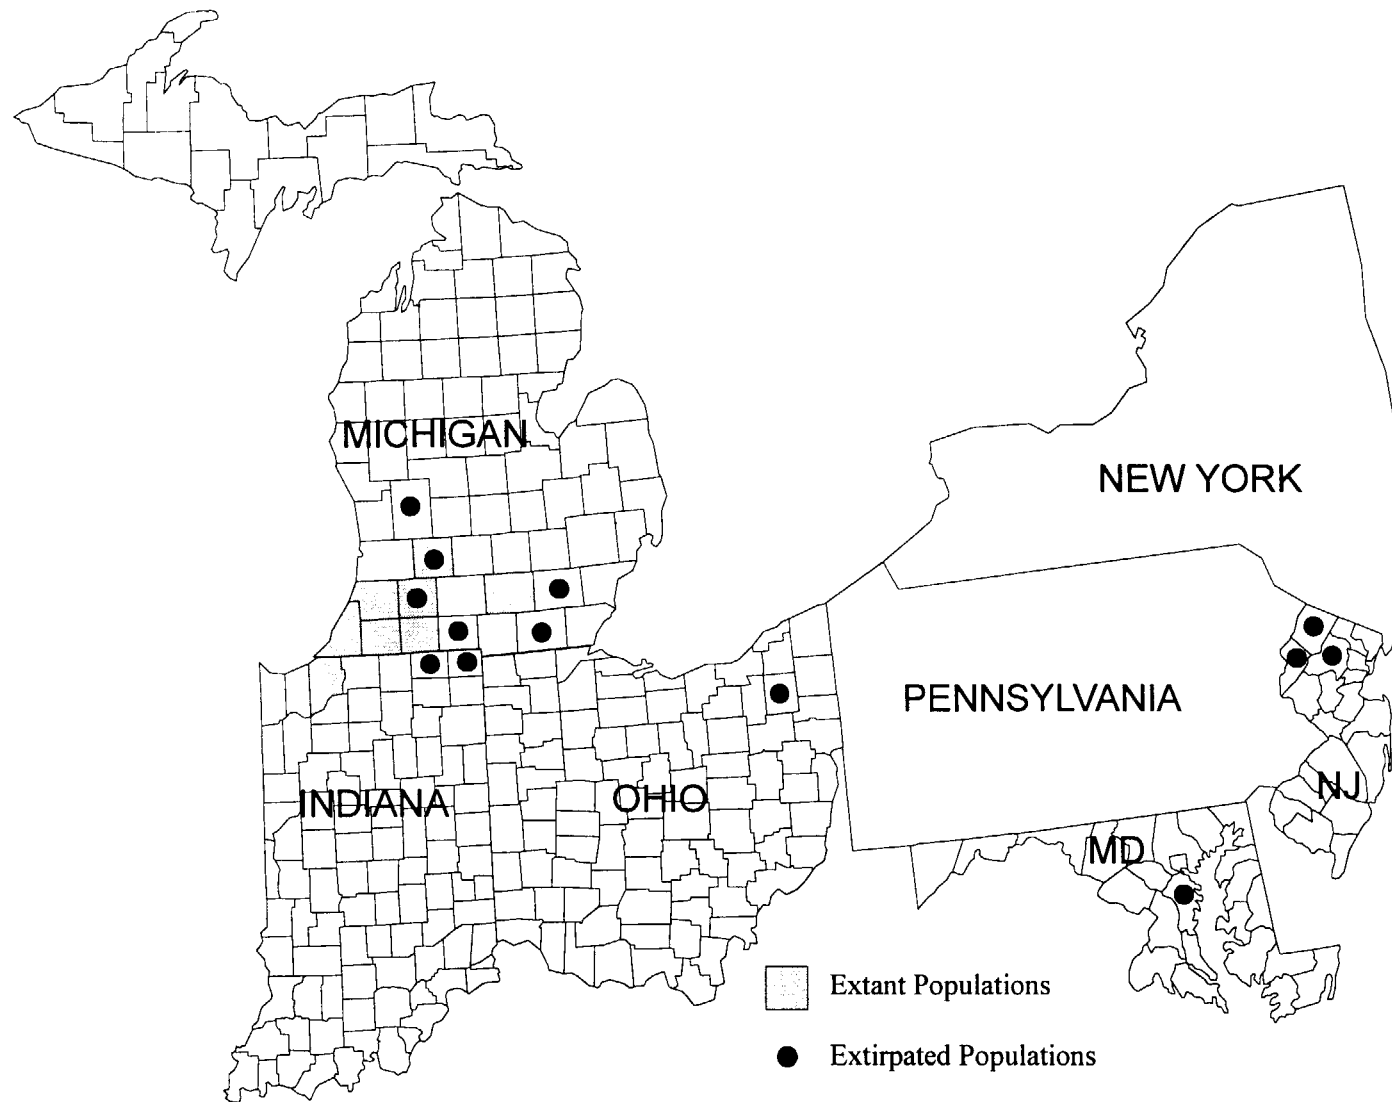 MICHIGAN
NEW YORK
PENNSYLVANIA
INDIANA
OHIO
NJ
MD
Extant Populations
Extirpated Populations